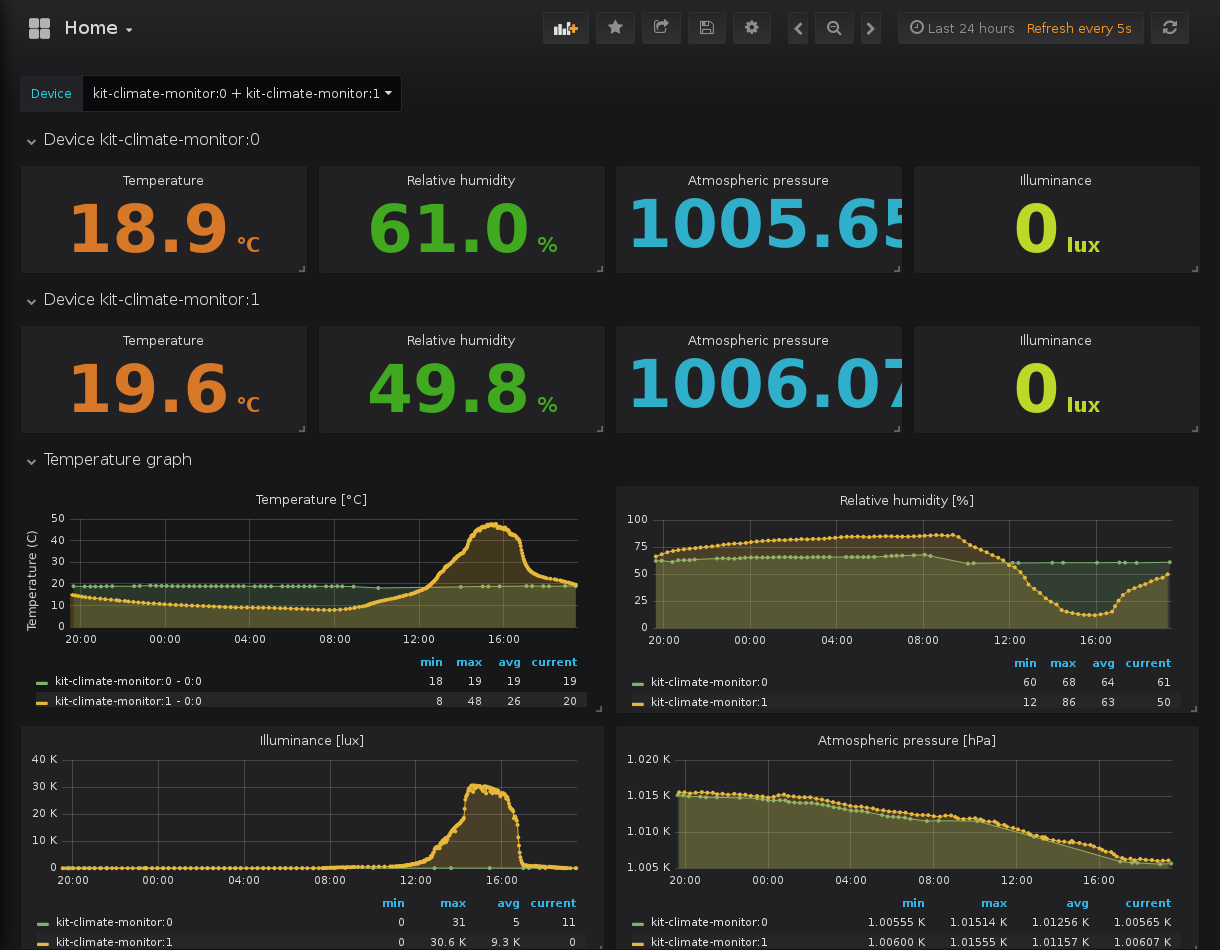 Home
Last 24 hours Refresh every 5s
Device kit-climate-monitor:0 + kit-climate-monitor:1
Device kit-climate-monitor:0
Temperature Relative humidity Atmospheric pressure Illuminance
18.9 °C 61.0 % 1005.65 0 lux
Device kit-climate-monitor:1
Temperature Relative humidity Atmospheric pressure Illuminance
19.6 °C 49.8 % 1006.07 0 lux
Temperature graph
Temperature [°C]
Temperature (C)
50
40
30
20
10
0
20:00 00:00 04:00 08:00 12:00 16:00
min max avg current
kit-climate-monitor:0 - 0:0 18 19 19 19
kit-climate-monitor:1 - 0:0 8 48 26 20
Relative humidity [%]
100
75
50
25
0
20:00 00:00 04:00 08:00 12:00 16:00
min max avg current
kit-climate-monitor:0 60 68 64 61
kit-climate-monitor:1 12 86 63 50
Illuminance [lux]
40 K
30 K
20 K
10 K
0
20:00 00:00 04:00 08:00 12:00 16:00
min max avg current
kit-climate-monitor:0 0 31 5 11
kit-climate-monitor:1 0 30.6 K 9.3 K 0
Atmospheric pressure [hPa]
1.020 K
1.015 K
1.010 K
1.005 K
20:00 00:00 04:00 08:00 12:00 16:00
min max avg current
kit-climate-monitor:0 1.00555 K 1.01514 K 1.01256 K 1.00565 K
kit-climate-monitor:1 1.00600 K 1.01555 K 1.01157 K 1.00607 K